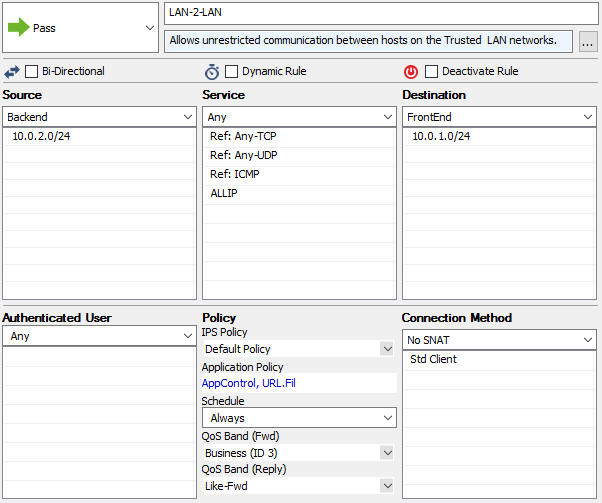 LAN-2-LAN
Pass
Allows unrestricted communication between hosts on the Trusted LAN networks.
...
Bi-Directional
Dynamic Rule
Deactivate Rule
Source
Service
Destination
Backend
Any
FrontEnd
10.0.2.0/24
Ref: Any-TCP
10.0.1.0/24
Ref: Any-UDP
Ref: ICMP
ALLIP
Authenticated User
Policy
Connection Method
Any
IPS Policy
No SNAT
Default Policy
Std Client
Application Policy
AppControl, URL.Fil
Schedule
Always
QoS Band (Fwd)
Business (ID 3)
QoS Band (Reply)
Like-Fwd